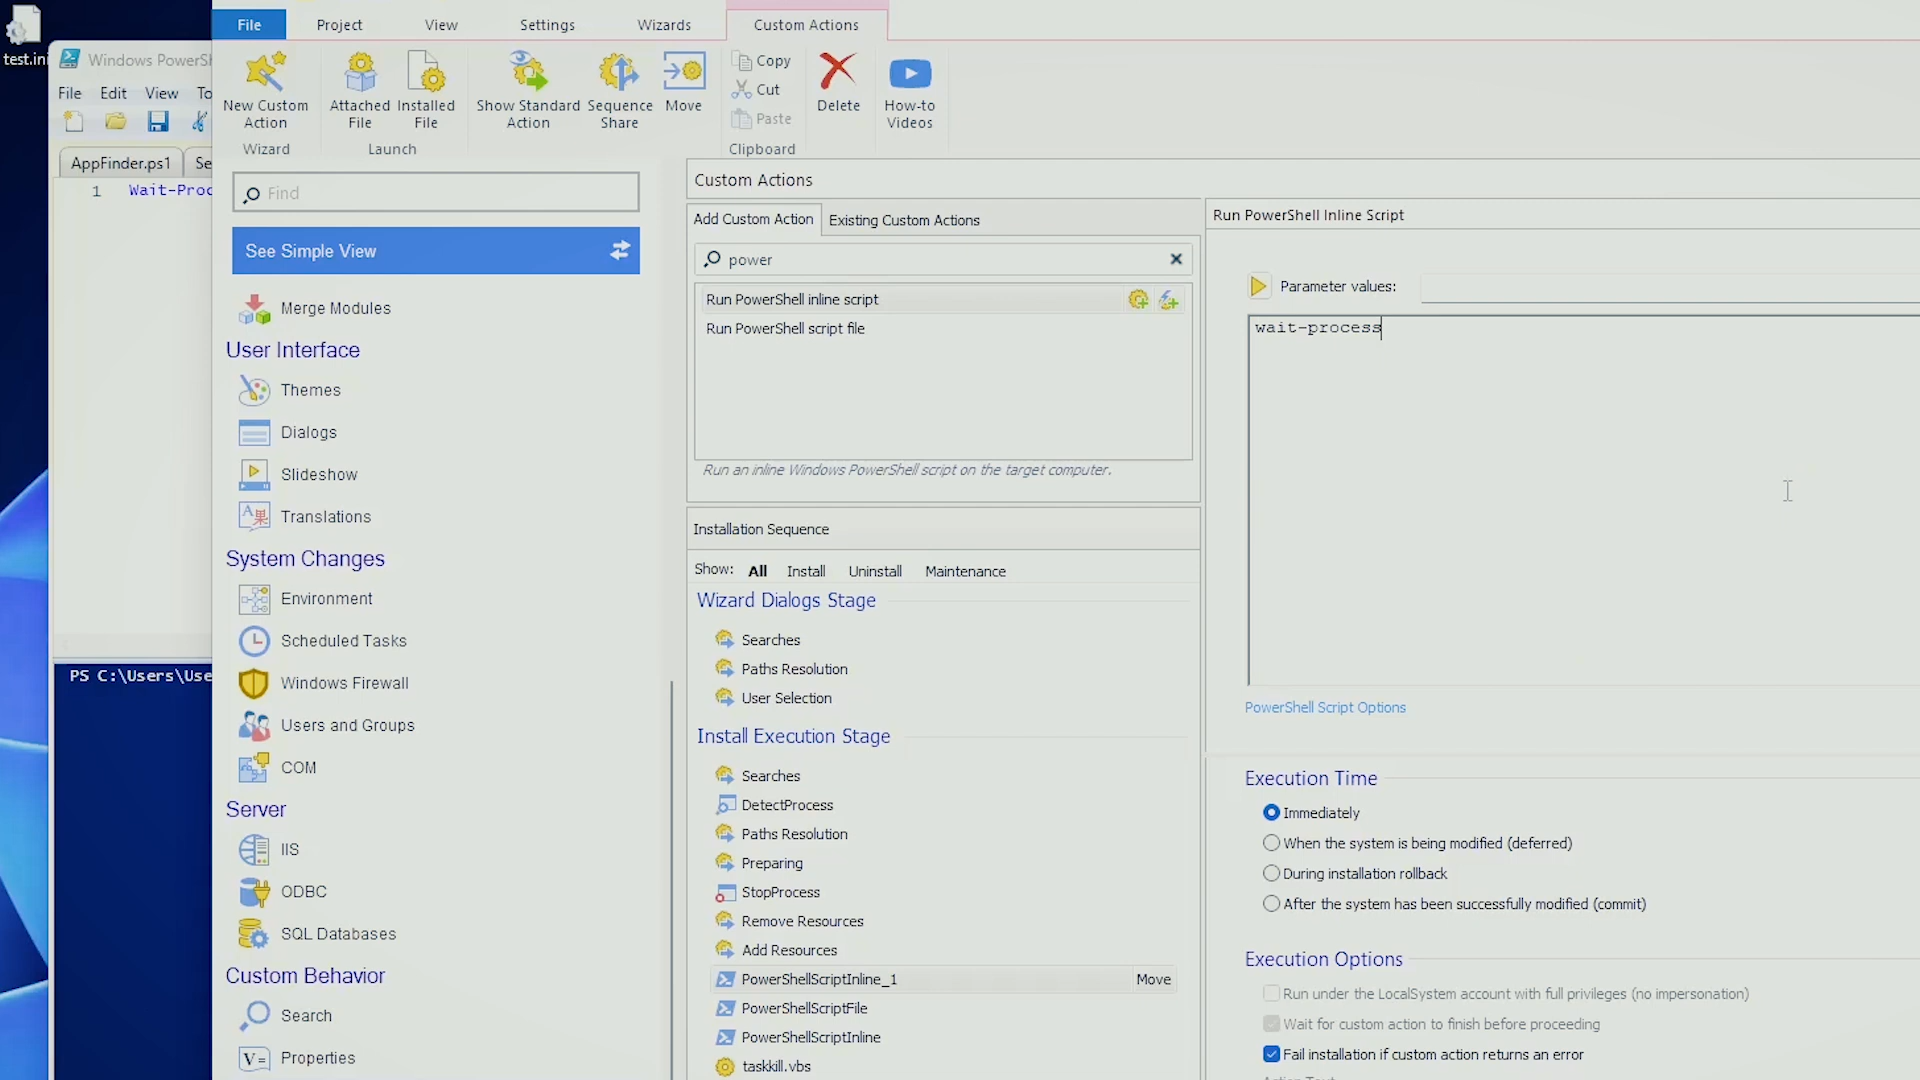 test.ini
Windows PowerSh
File Edit View To
AppFinder.ps1 Se
1 Wait-Proc
PS C:\Users\Use
File Project View Settings Wizards Custom Actions
New Custom Action
Wizard
Attached File
Installed File
Launch
Show Standard Action
Sequence Share
Move
Copy
Cut
Paste
Clipboard
Delete
How-to Videos
Find
See Simple View
Merge Modules
User Interface
Themes
Dialogs
Slideshow
Translations
System Changes
Environment
Scheduled Tasks
Windows Firewall
Users and Groups
COM
Server
IIS
ODBC
SQL Databases
Custom Behavior
Search
Properties
Custom Actions
Add Custom Action Existing Custom Actions
power
Run PowerShell inline script
Run PowerShell script file
Run an inline Windows PowerShell script on the target computer.
Installation Sequence
Show: All Install Uninstall Maintenance
Wizard Dialogs Stage
Searches
Paths Resolution
User Selection
Install Execution Stage
Searches
DetectProcess
Paths Resolution
Preparing
StopProcess
Remove Resources
Add Resources
PowerShellScriptInline_1 Move
PowerShellScriptFile
PowerShellScriptInline
taskkill.vbs
Run PowerShell Inline Script
Parameter values:
wait-process
PowerShell Script Options
Execution Time
Immediately
When the system is being modified (deferred)
During installation rollback
After the system has been successfully modified (commit)
Execution Options
Run under the LocalSystem account with full privileges (no impersonation)
Wait for custom action to finish before proceeding
Fail installation if custom action returns an error